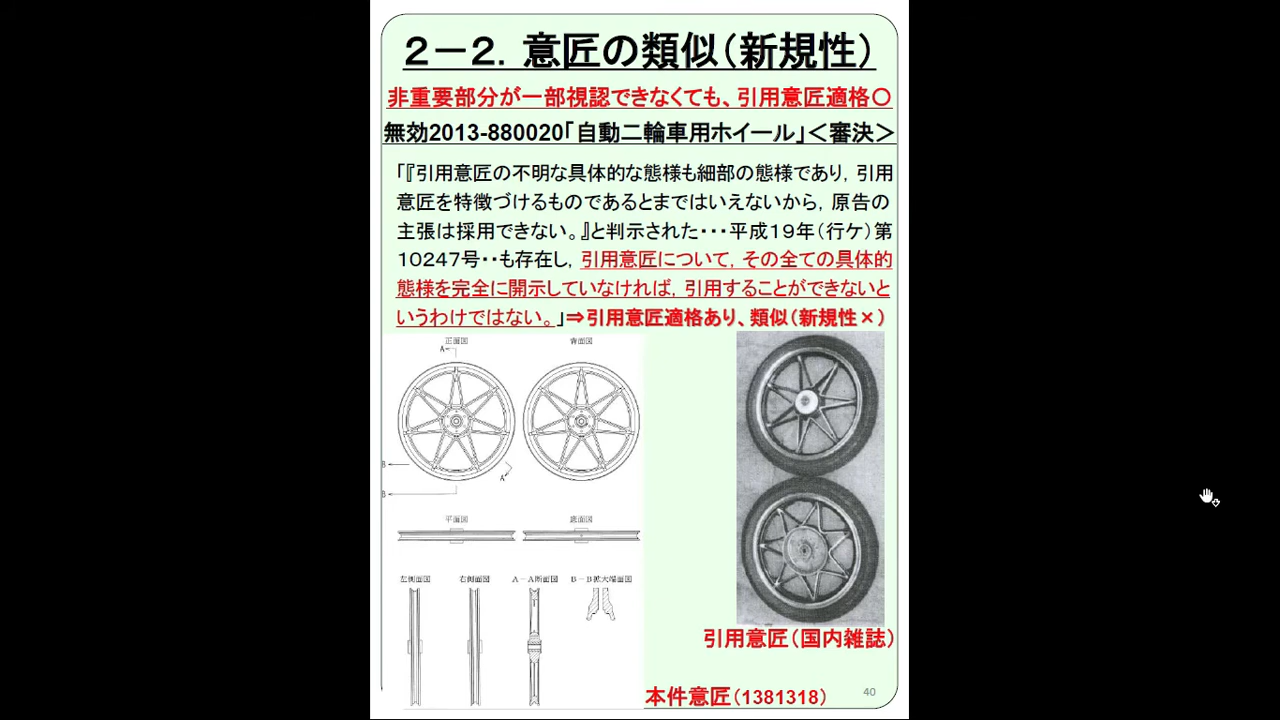 2－2．意匠の類似（新規性）
非重要部分が一部視認できなくても、引用意匠適格〇
無効2013-880020「自動二輪車用ホイール」＜審決＞
「『引用意匠の不明な具体的な態様も細部の態様であり，引用
意匠を特徴づけるものであるとまではいえないから，原告の
主張は採用できない。』と判示された・・・平成19年（行ケ）第
10247号・・も存在し，引用意匠について，その全ての具体的
態様を完全に開示していなければ，引用することができないと
いうわけではない。」⇒引用意匠適格あり、類似（新規性×）
正面図
背面図
A
A
B
B
平面図
底面図
左側面図
右側面図
A－A断面図
B－B拡大端面図
引用意匠（国内雑誌）
本件意匠（1381318）
40